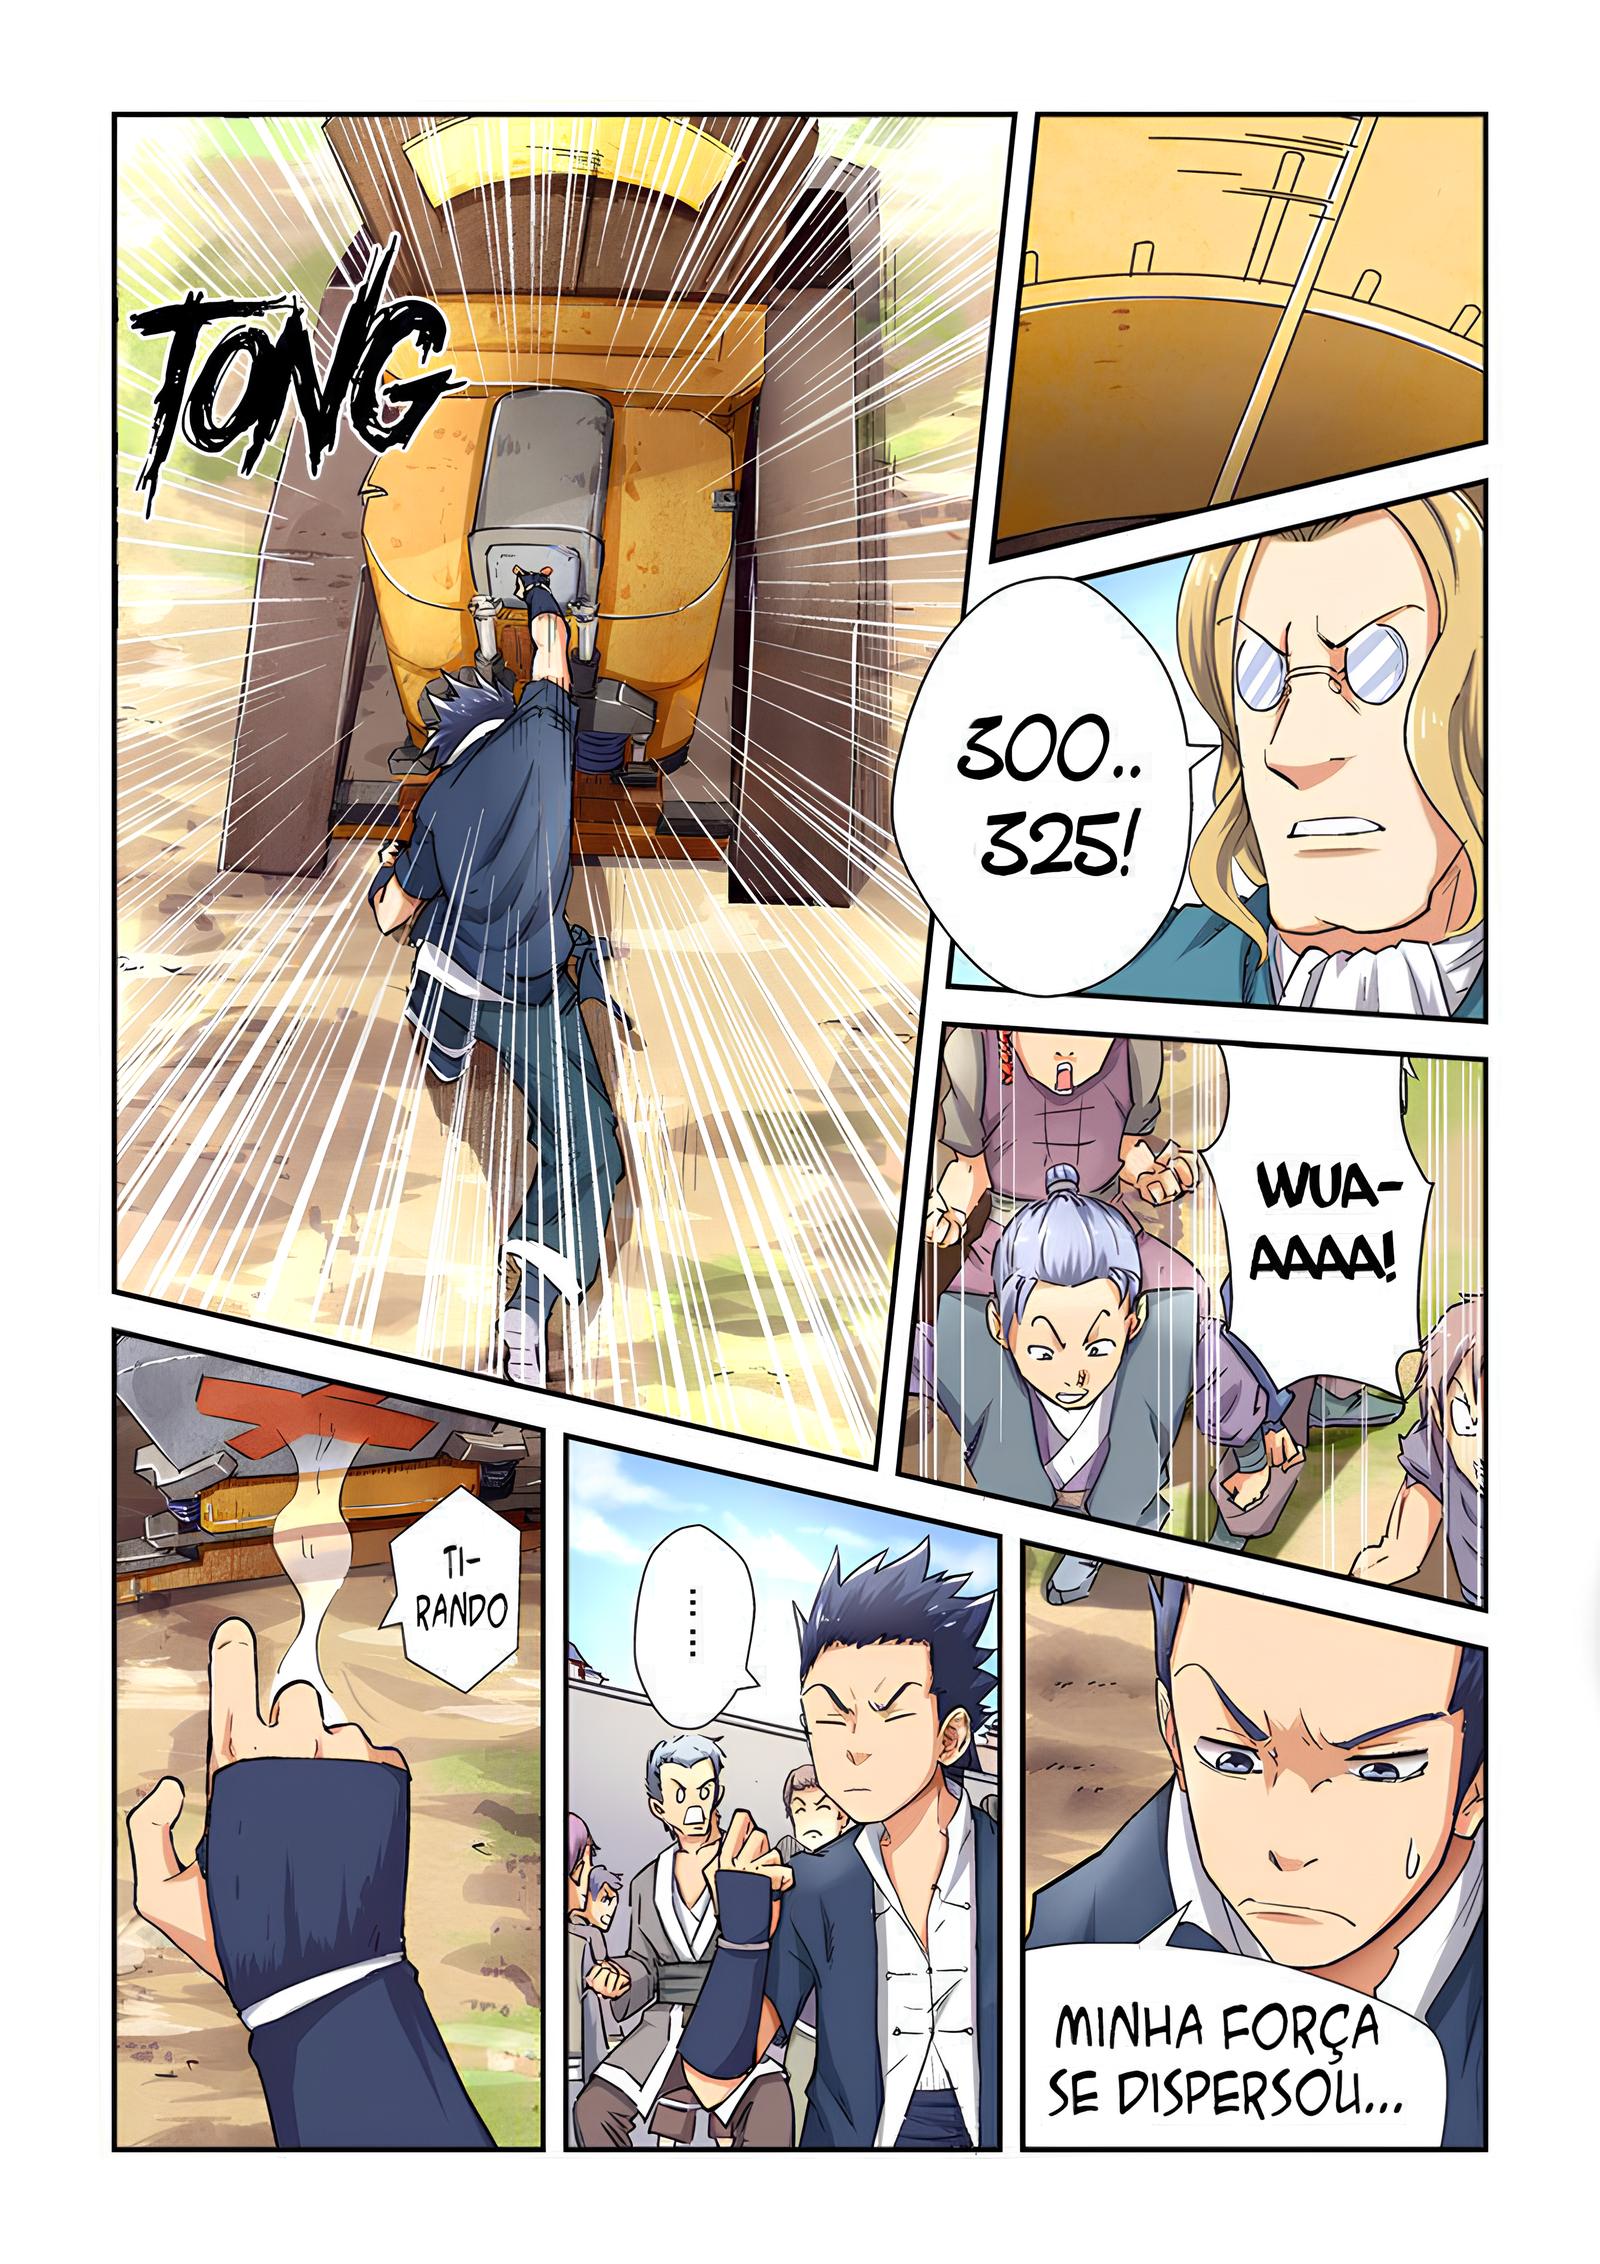 TONG
300..
325!
WUA-
AAAA!
TI-
RANDO
......
MINHA FORÇA
SE DISPERSOU...